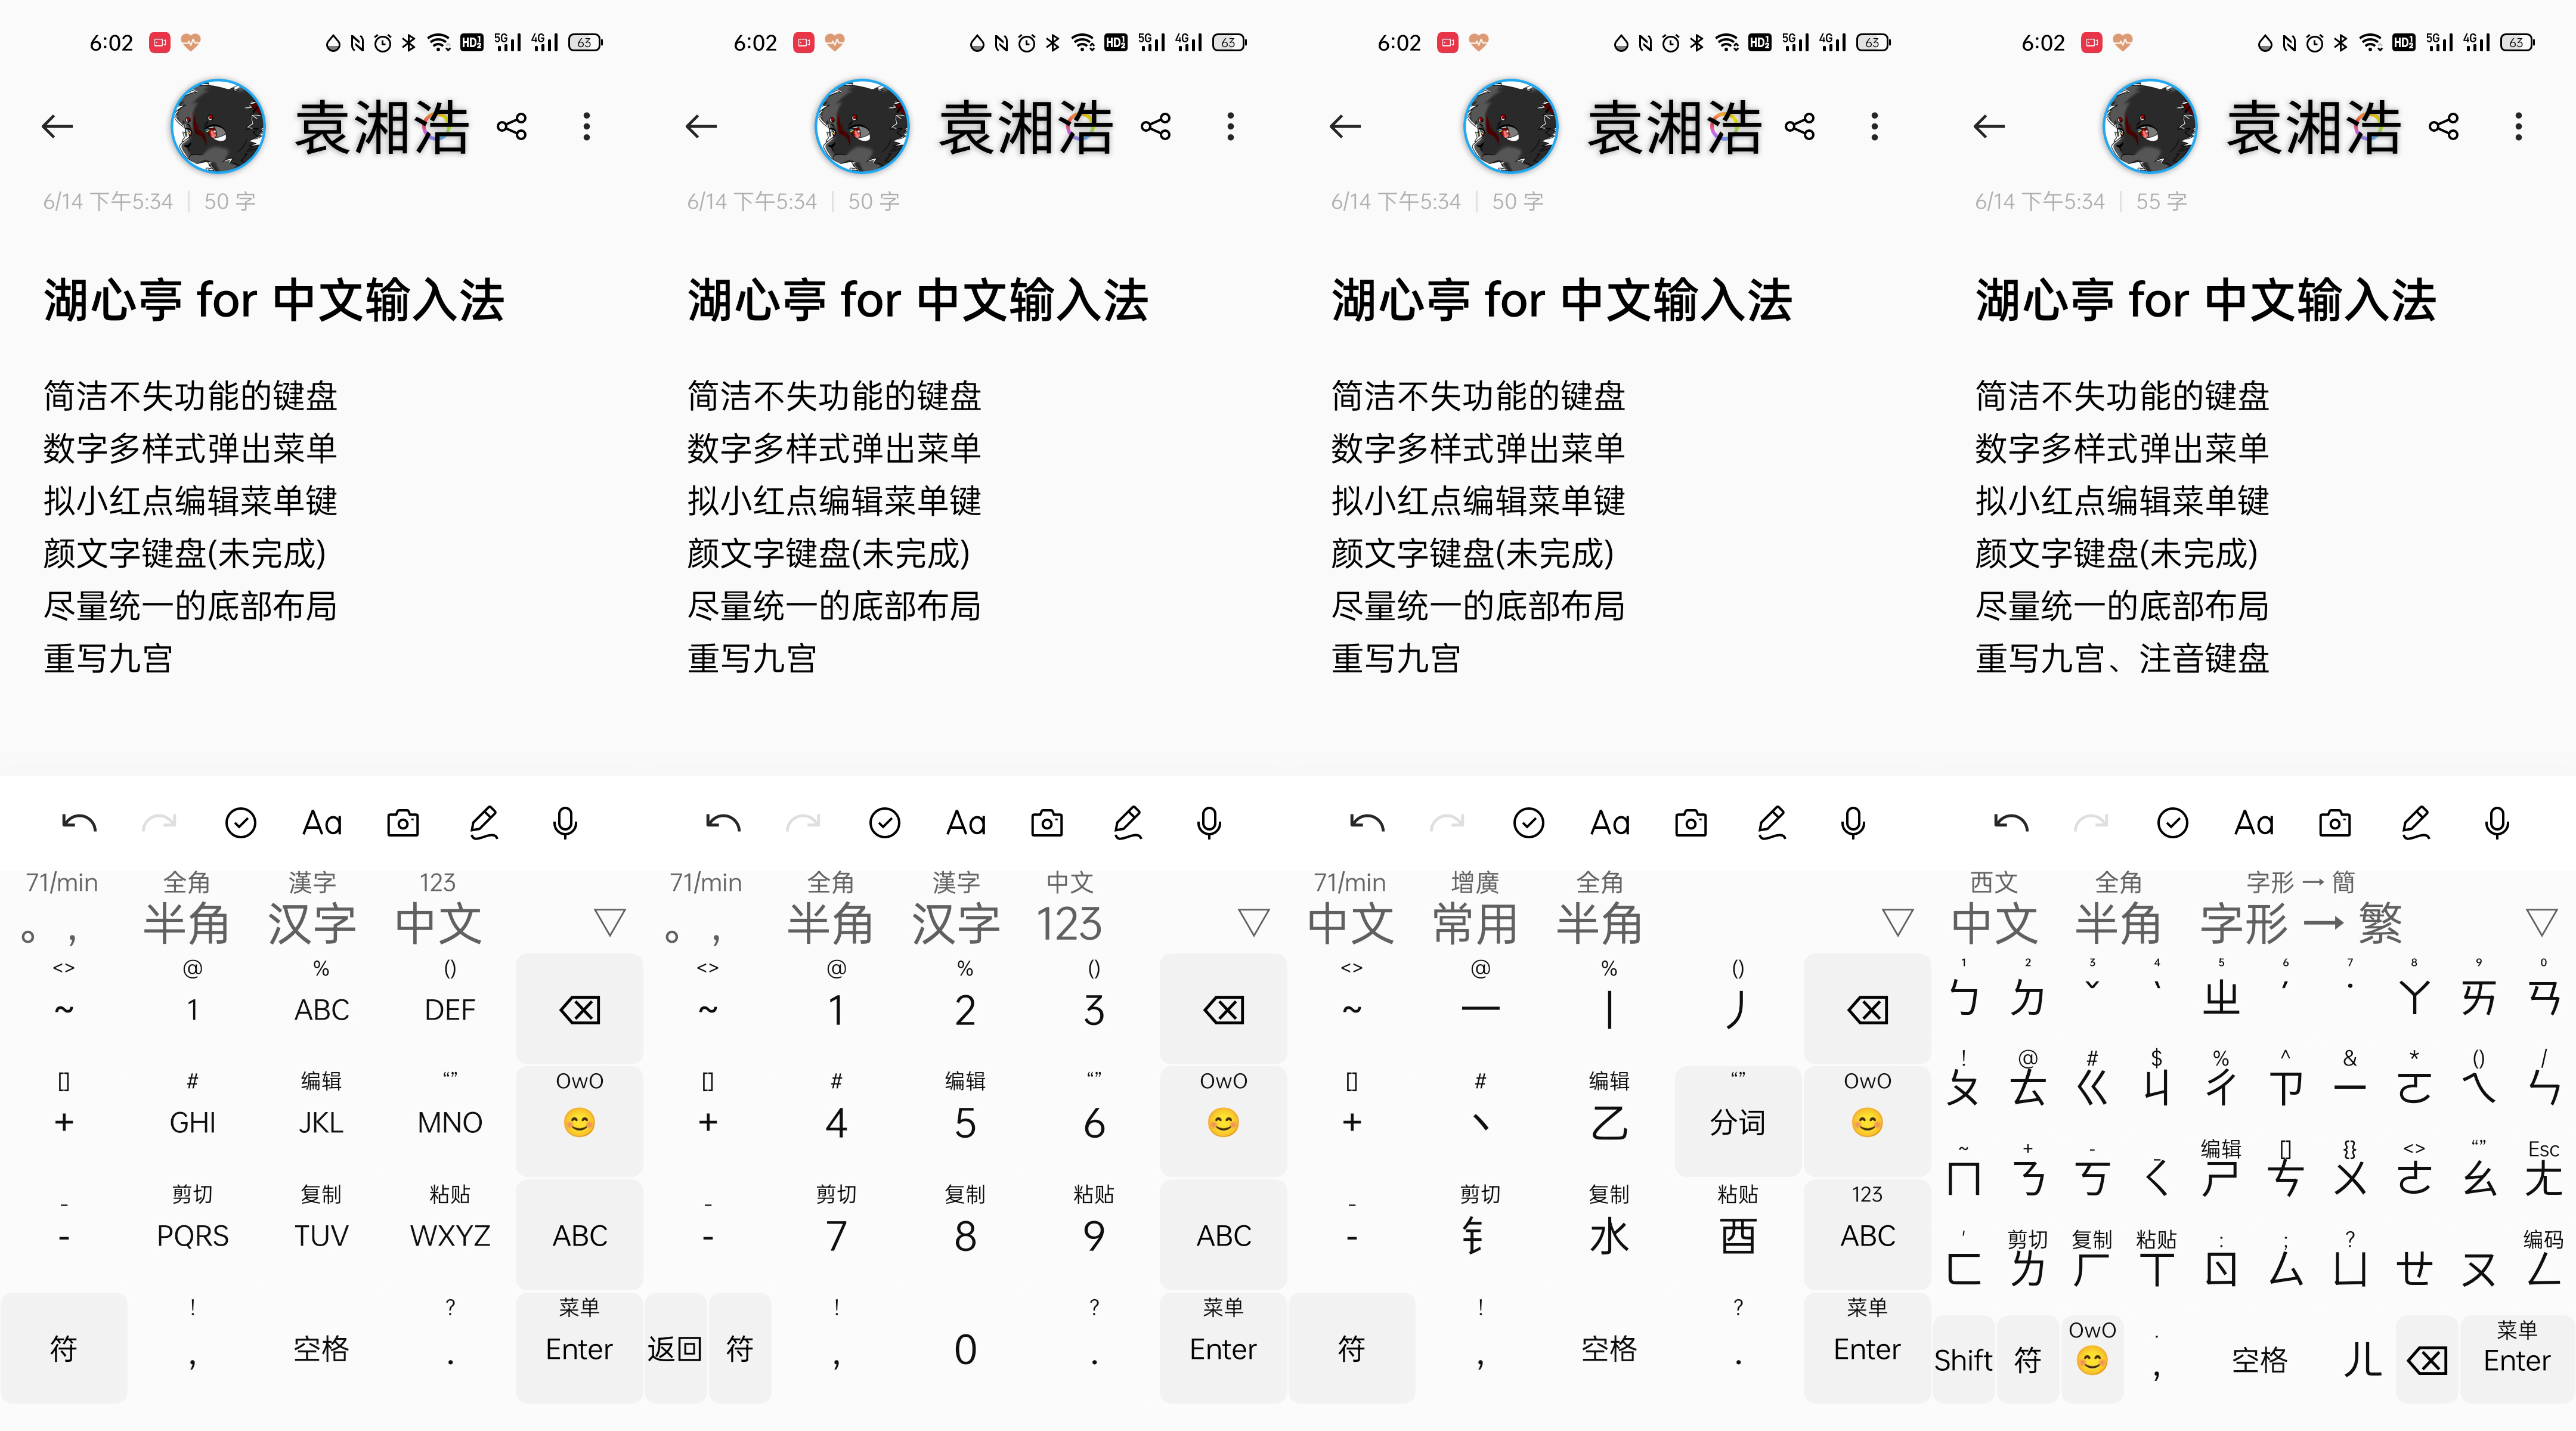 6:02 HD 5G 4G 63
袁湘浩
6/14 下午5:34 | 50 字
湖心亭 for 中文输入法
简洁不失功能的键盘
数字多样式弹出菜单
拟小红点编辑菜单键
颜文字键盘(未完成)
尽量统一的底部布局
重写九宫
Aa
71/min 全角 漢字 123
。, 半角 汉字 中文 ▽
<> @ % ()
~ 1 ABC DEF
[] # 编辑 “” OwO
+ GHI JKL MNO 😊
_ 剪切 复制 粘贴
- PQRS TUV WXYZ ABC
! ? 菜单
符 , 空格 . Enter
6:02 HD 5G 4G 63
袁湘浩
6/14 下午5:34 | 50 字
湖心亭 for 中文输入法
简洁不失功能的键盘
数字多样式弹出菜单
拟小红点编辑菜单键
颜文字键盘(未完成)
尽量统一的底部布局
重写九宫
Aa
71/min 全角 漢字 中文
。, 半角 汉字 123 ▽
<> @ % ()
~ 1 2 3
[] # 编辑 “” OwO
+ 4 5 6 😊
_ 剪切 复制 粘贴
- 7 8 9 ABC
! ? 菜单
返回 符 , 0 . Enter
6:02 HD 5G 4G 63
袁湘浩
6/14 下午5:34 | 50 字
湖心亭 for 中文输入法
简洁不失功能的键盘
数字多样式弹出菜单
拟小红点编辑菜单键
颜文字键盘(未完成)
尽量统一的底部布局
重写九宫
Aa
71/min 增廣 全角
中文 常用 半角 ▽
<> @ % ()
~ 一 丨 丿
[] # 编辑 “” OwO
+ 丶 乙 分词 😊
_ 剪切 复制 粘贴 123
- 钅 水 酉 ABC
! ? 菜单
符 , 空格 . Enter
6:02 HD 5G 4G 63
袁湘浩
6/14 下午5:34 | 55 字
湖心亭 for 中文输入法
简洁不失功能的键盘
数字多样式弹出菜单
拟小红点编辑菜单键
颜文字键盘(未完成)
尽量统一的底部布局
重写九宫、注音键盘
Aa
西文 全角 字形 → 簡
中文 半角 字形 → 繁 ▽
1 2 3 4 5 6 7 8 9 0
ㄅ ㄉ ˇ ˋ ㄓ ˊ ˙ ㄚ ㄞ ㄢ
! @ # $ % ^ & * () /
ㄆ ㄊ ㄍ ㄐ ㄔ ㄗ ㄧ ㄛ ㄟ ㄣ
~ + - _ 编辑 [] {} <> “” Esc
ㄇ ㄋ ㄎ ㄑ ㄕ ㄘ ㄨ ㄜ ㄠ ㄤ
' 剪切 复制 粘贴 : ; ? 编码
ㄈ ㄌ ㄏ ㄒ ㄖ ㄙ ㄩ ㄝ ㄡ ㄥ
OwO . 菜单
Shift 符 😊 , 空格 ㄦ Enter